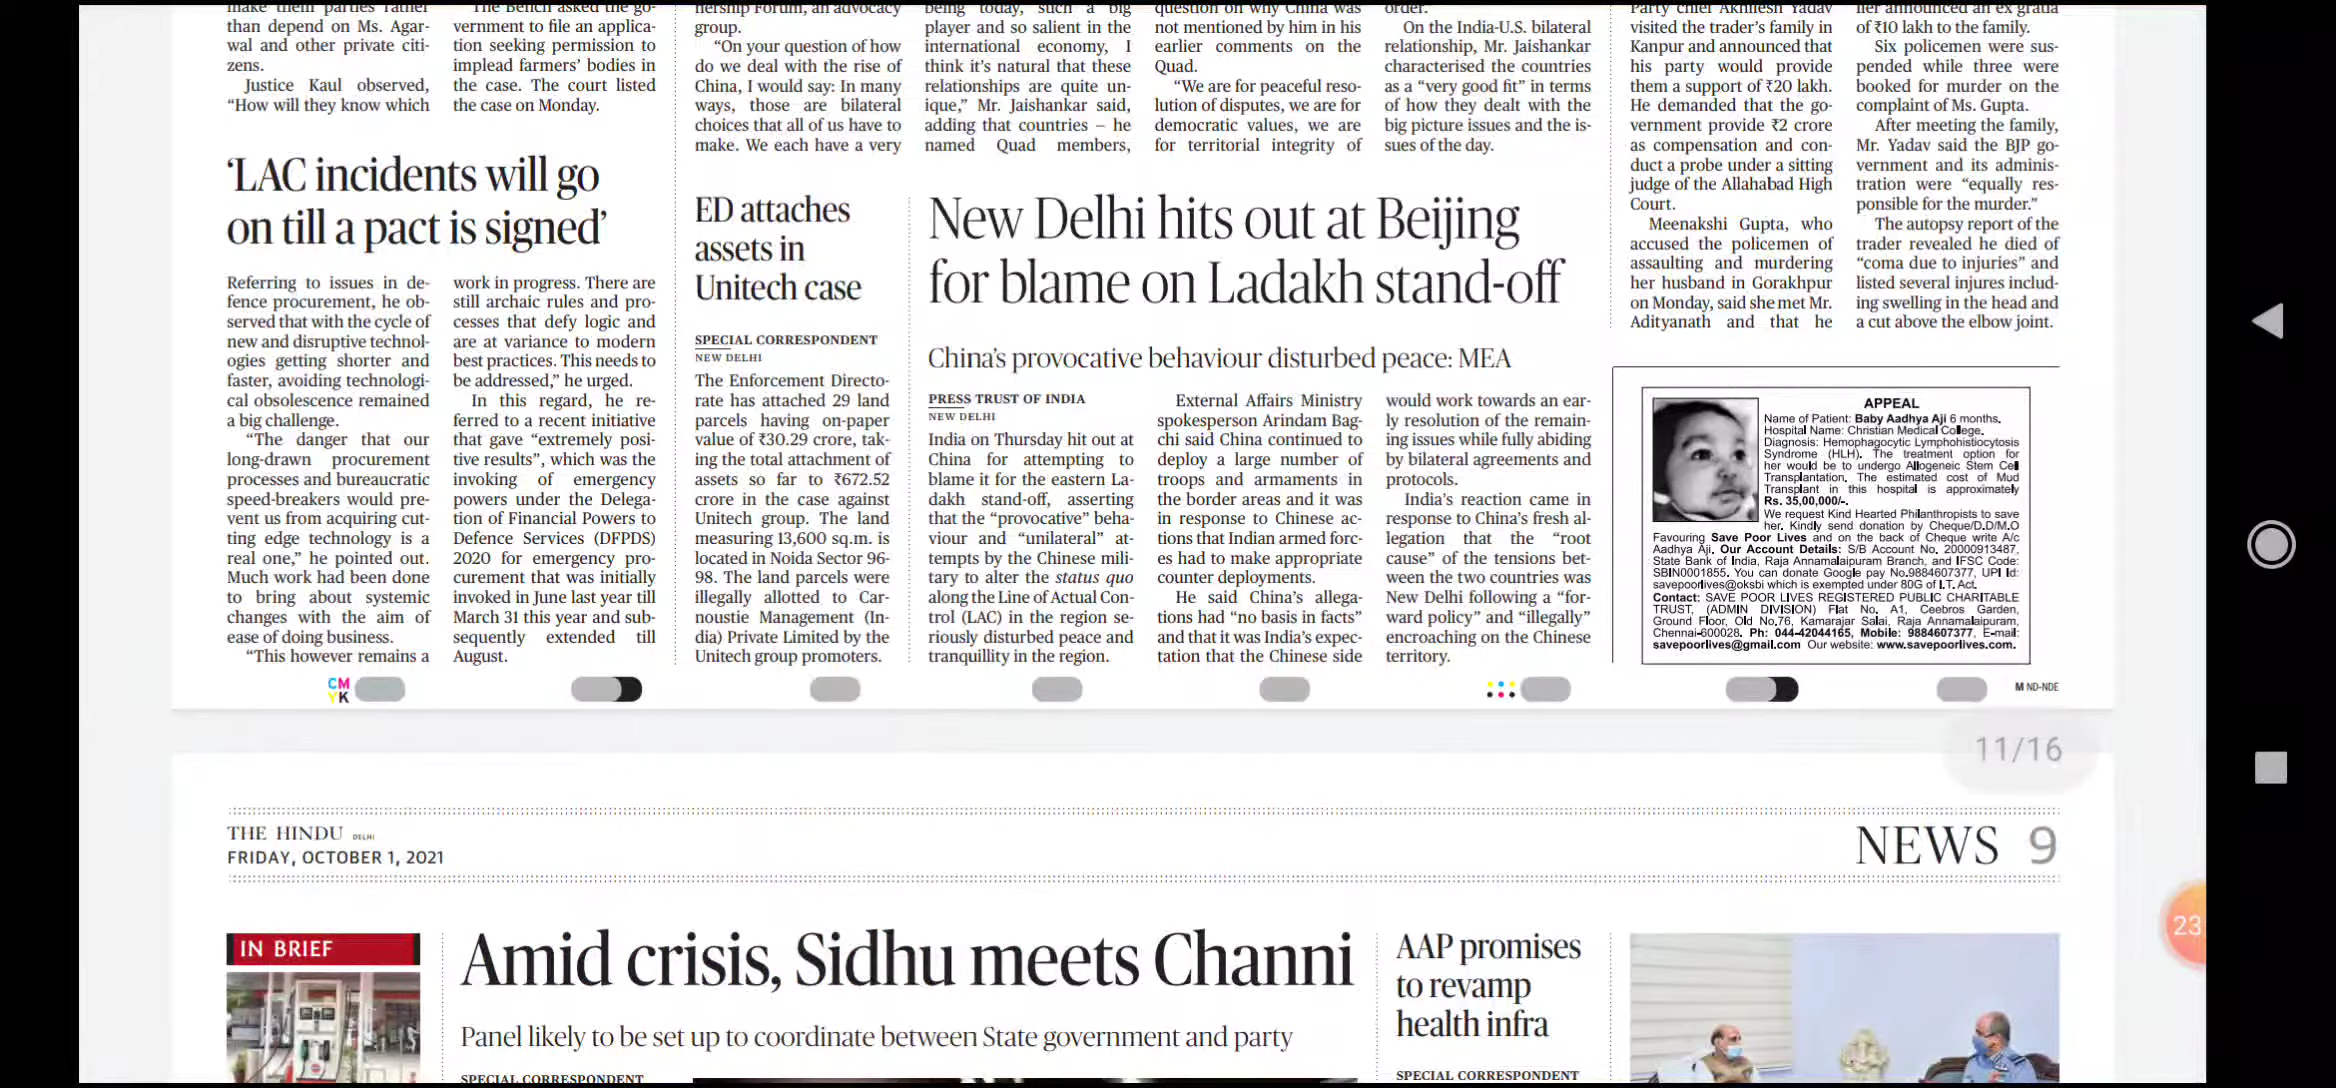 make them parties rather
than depend on Ms. Agar-
wal and other private citi-
zens.
Justice Kaul observed,
“How will they know which
The Bench asked the go-
vernment to file an applica-
tion seeking permission to
implead farmers’ bodies in
the case. The court listed
the case on Monday.
‘LAC incidents will go
on till a pact is signed’
Referring to issues in de-
fence procurement, he ob-
served that with the cycle of
new and disruptive technol-
ogies getting shorter and
faster, avoiding technologi-
cal obsolescence remained
a big challenge.
“The danger that our
long-drawn procurement
processes and bureaucratic
speed-breakers would pre-
vent us from acquiring cut-
ting edge technology is a
real one,” he pointed out.
Much work had been done
to bring about systemic
changes with the aim of
ease of doing business.
“This however remains a
work in progress. There are
still archaic rules and pro-
cesses that defy logic and
are at variance to modern
best practices. This needs to
be addressed,” he urged.
In this regard, he re-
ferred to a recent initiative
that gave “extremely posi-
tive results”, which was the
invoking of emergency
powers under the Delega-
tion of Financial Powers to
Defence Services (DFPDS)
2020 for emergency pro-
curement that was initially
invoked in June last year till
March 31 this year and sub-
sequently extended till
August.
nership Forum, an advocacy
group.
“On your question of how
do we deal with the rise of
China, I would say: In many
ways, those are bilateral
choices that all of us have to
make. We each have a very
being today, such a big
player and so salient in the
international economy, I
think it’s natural that these
relationships are quite un-
ique,” Mr. Jaishankar said,
adding that countries – he
named Quad members,
question on why China was
not mentioned by him in his
earlier comments on the
Quad.
“We are for peaceful reso-
lution of disputes, we are for
democratic values, we are
for territorial integrity of
order.
On the India-U.S. bilateral
relationship, Mr. Jaishankar
characterised the countries
as a “very good fit” in terms
of how they dealt with the
big picture issues and the is-
sues of the day.
ED attaches
assets in
Unitech case
SPECIAL CORRESPONDENT
NEW DELHI
The Enforcement Directo-
rate has attached 29 land
parcels having on-paper
value of ₹30.29 crore, tak-
ing the total attachment of
assets so far to ₹672.52
crore in the case against
Unitech group. The land
measuring 13,600 sq.m. is
located in Noida Sector 96-
98. The land parcels were
illegally allotted to Car-
noustie Management (In-
dia) Private Limited by the
Unitech group promoters.
New Delhi hits out at Beijing
for blame on Ladakh stand-off
China’s provocative behaviour disturbed peace: MEA
PRESS TRUST OF INDIA
NEW DELHI
India on Thursday hit out at
China for attempting to
blame it for the eastern La-
dakh stand-off, asserting
that the “provocative” beha-
viour and “unilateral” at-
tempts by the Chinese mili-
tary to alter the status quo
along the Line of Actual Con-
trol (LAC) in the region se-
riously disturbed peace and
tranquillity in the region.
External Affairs Ministry
spokesperson Arindam Bag-
chi said China continued to
deploy a large number of
troops and armaments in
the border areas and it was
in response to Chinese ac-
tions that Indian armed forc-
es had to make appropriate
counter deployments.
He said China’s allega-
tions had “no basis in facts”
and that it was India’s expec-
tation that the Chinese side
would work towards an ear-
ly resolution of the remain-
ing issues while fully abiding
by bilateral agreements and
protocols.
India’s reaction came in
response to China’s fresh al-
legation that the “root
cause” of the tensions bet-
ween the two countries was
New Delhi following a “for-
ward policy” and “illegally”
encroaching on the Chinese
territory.
Party chief Akhilesh Yadav
visited the trader’s family in
Kanpur and announced that
his party would provide
them a support of ₹20 lakh.
He demanded that the go-
vernment provide ₹2 crore
as compensation and con-
duct a probe under a sitting
judge of the Allahabad High
Court.
Meenakshi Gupta, who
accused the policemen of
assaulting and murdering
her husband in Gorakhpur
on Monday, said she met Mr.
Adityanath and that he
lier announced an ex gratia
of ₹10 lakh to the family.
Six policemen were sus-
pended while three were
booked for murder on the
complaint of Ms. Gupta.
After meeting the family,
Mr. Yadav said the BJP go-
vernment and its adminis-
tration were “equally res-
ponsible for the murder.”
The autopsy report of the
trader revealed he died of
“coma due to injuries” and
listed several injures includ-
ing swelling in the head and
a cut above the elbow joint.
APPEAL
Name of Patient: Baby Aadhya Aji 6 months.
Hospital Name: Christian Medical College.
Diagnosis: Hemophagocytic Lymphohistiocytosis
Syndrome (HLH). The treatment option for
her would be to undergo Allogeneic Stem Cell
Transplantation. The estimated cost of Mud
Transplant in this hospital is approximately
Rs. 35,00,000/-.
We request Kind Hearted Philanthropists to save
her. Kindly send donation by Cheque/D.D/M.O
Favouring Save Poor Lives and on the back of Cheque write A/c
Aadhya Aji. Our Account Details: S/B Account No. 20000913487,
State Bank of India, Raja Annamalaipuram Branch, and IFSC Code:
SBIN0001855. You can donate Google pay No.9884607377, UPI Id:
savepoorlives@oksbi which is exempted under 80G of I.T. Act.
Contact: SAVE POOR LIVES REGISTERED PUBLIC CHARITABLE
TRUST, (ADMIN DIVISION) Flat No. A1, Ceebros Garden,
Ground Floor, Old No.76, Kamarajar Salai, Raja Annamalaipuram,
Chennai-600028. Ph: 044-42044165, Mobile: 9884607377, E-mail:
savepoorlives@gmail.com Our website: www.savepoorlives.com.
CM
YK
M ND-NDE
11/16
THE HINDU DELHI
FRIDAY, OCTOBER 1, 2021
NEWS 9
23
IN BRIEF
Amid crisis, Sidhu meets Channi
Panel likely to be set up to coordinate between State government and party
SPECIAL CORRESPONDENT
AAP promises
to revamp
health infra
SPECIAL CORRESPONDENT